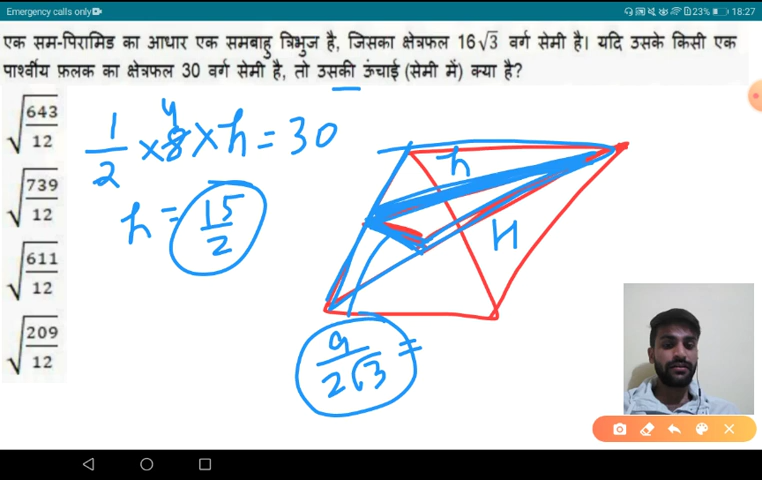 Emergency calls only
23% 18:27
एक सम-पिरामिड का आधार एक समबाहु त्रिभुज है, जिसका क्षेत्रफल 16√3 वर्ग सेमी है। यदि उसके किसी एक
पार्श्वीय फ़लक का क्षेत्रफल 30 वर्ग सेमी है, तो उसकी ऊंचाई (सेमी में) क्या है?
√(643/12)
√(739/12)
√(611/12)
√(209/12)
1/2 × 8 4 × h = 30
h = 15/2
h
H
a/2√3 =